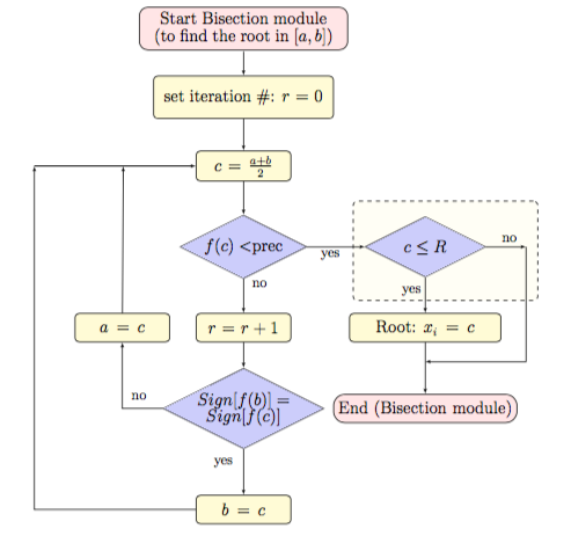 Start Bisection module
(to find the root in [a, b])
set iteration #: r = 0
c = \frac{a+b}{2}
f(c) <prec
yes
c ≤ R
no
no
yes
a = c
r = r + 1
Root: x_i = c
no
Sign[f(b)] =
Sign[f(c)]
End (Bisection module)
yes
b = c